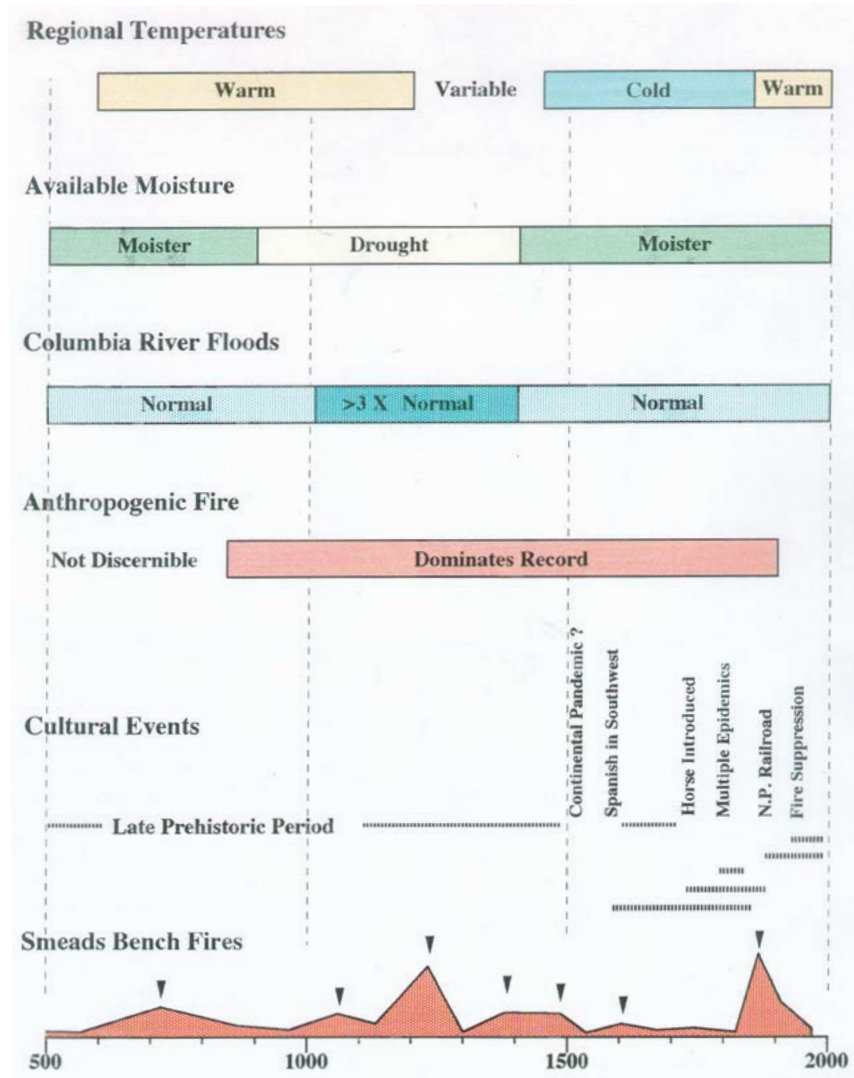 Regional Temperatures
Warm Variable Cold Warm
Available Moisture
Moister Drought Moister
Columbia River Floods
Normal >3 X Normal Normal
Anthropogenic Fire
Not Discernible Dominates Record
Cultural Events
Continental Pandemic ?
Spanish in Southwest
Horse Introduced
Multiple Epidemics
N.P. Railroad
Fire Suppression
Late Prehistoric Period
Smeads Bench Fires
500 1000 1500 2000